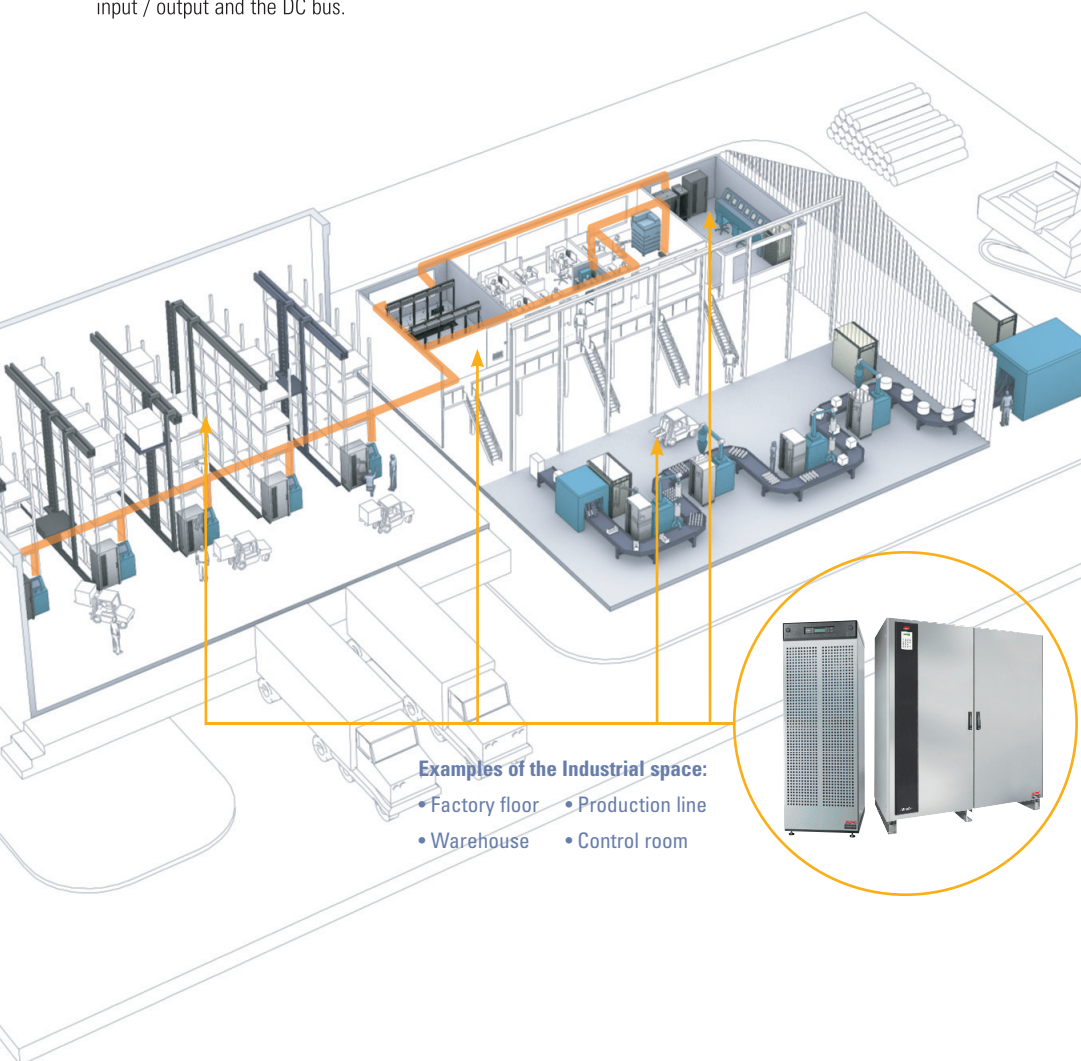 input / output and the DC bus.
Examples of the Industrial space:
• Factory floor • Production line
• Warehouse • Control room